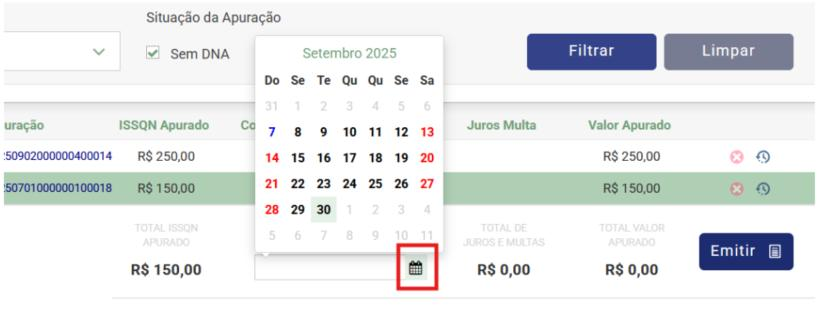 Situação da Apuração
Sem DNA
Filtrar
Limpar
Setembro 2025
Do Se Te Qu Qu Se Sa
31 1 2 3 4 5 6
7 8 9 10 11 12 13
14 15 16 17 18 19 20
21 22 23 24 25 26 27
28 29 30 1 2 3 4
5 6 7 8 9 10 11
uração ISSQN Apurado Co Juros Multa Valor Apurado
250902000000400014 R$ 250,00 R$ 250,00
250701000000100018 R$ 150,00 R$ 150,00
TOTAL ISSQN APURADO
R$ 150,00
TOTAL DE JUROS E MULTAS
R$ 0,00
TOTAL VALOR APURADO
R$ 0,00
Emitir